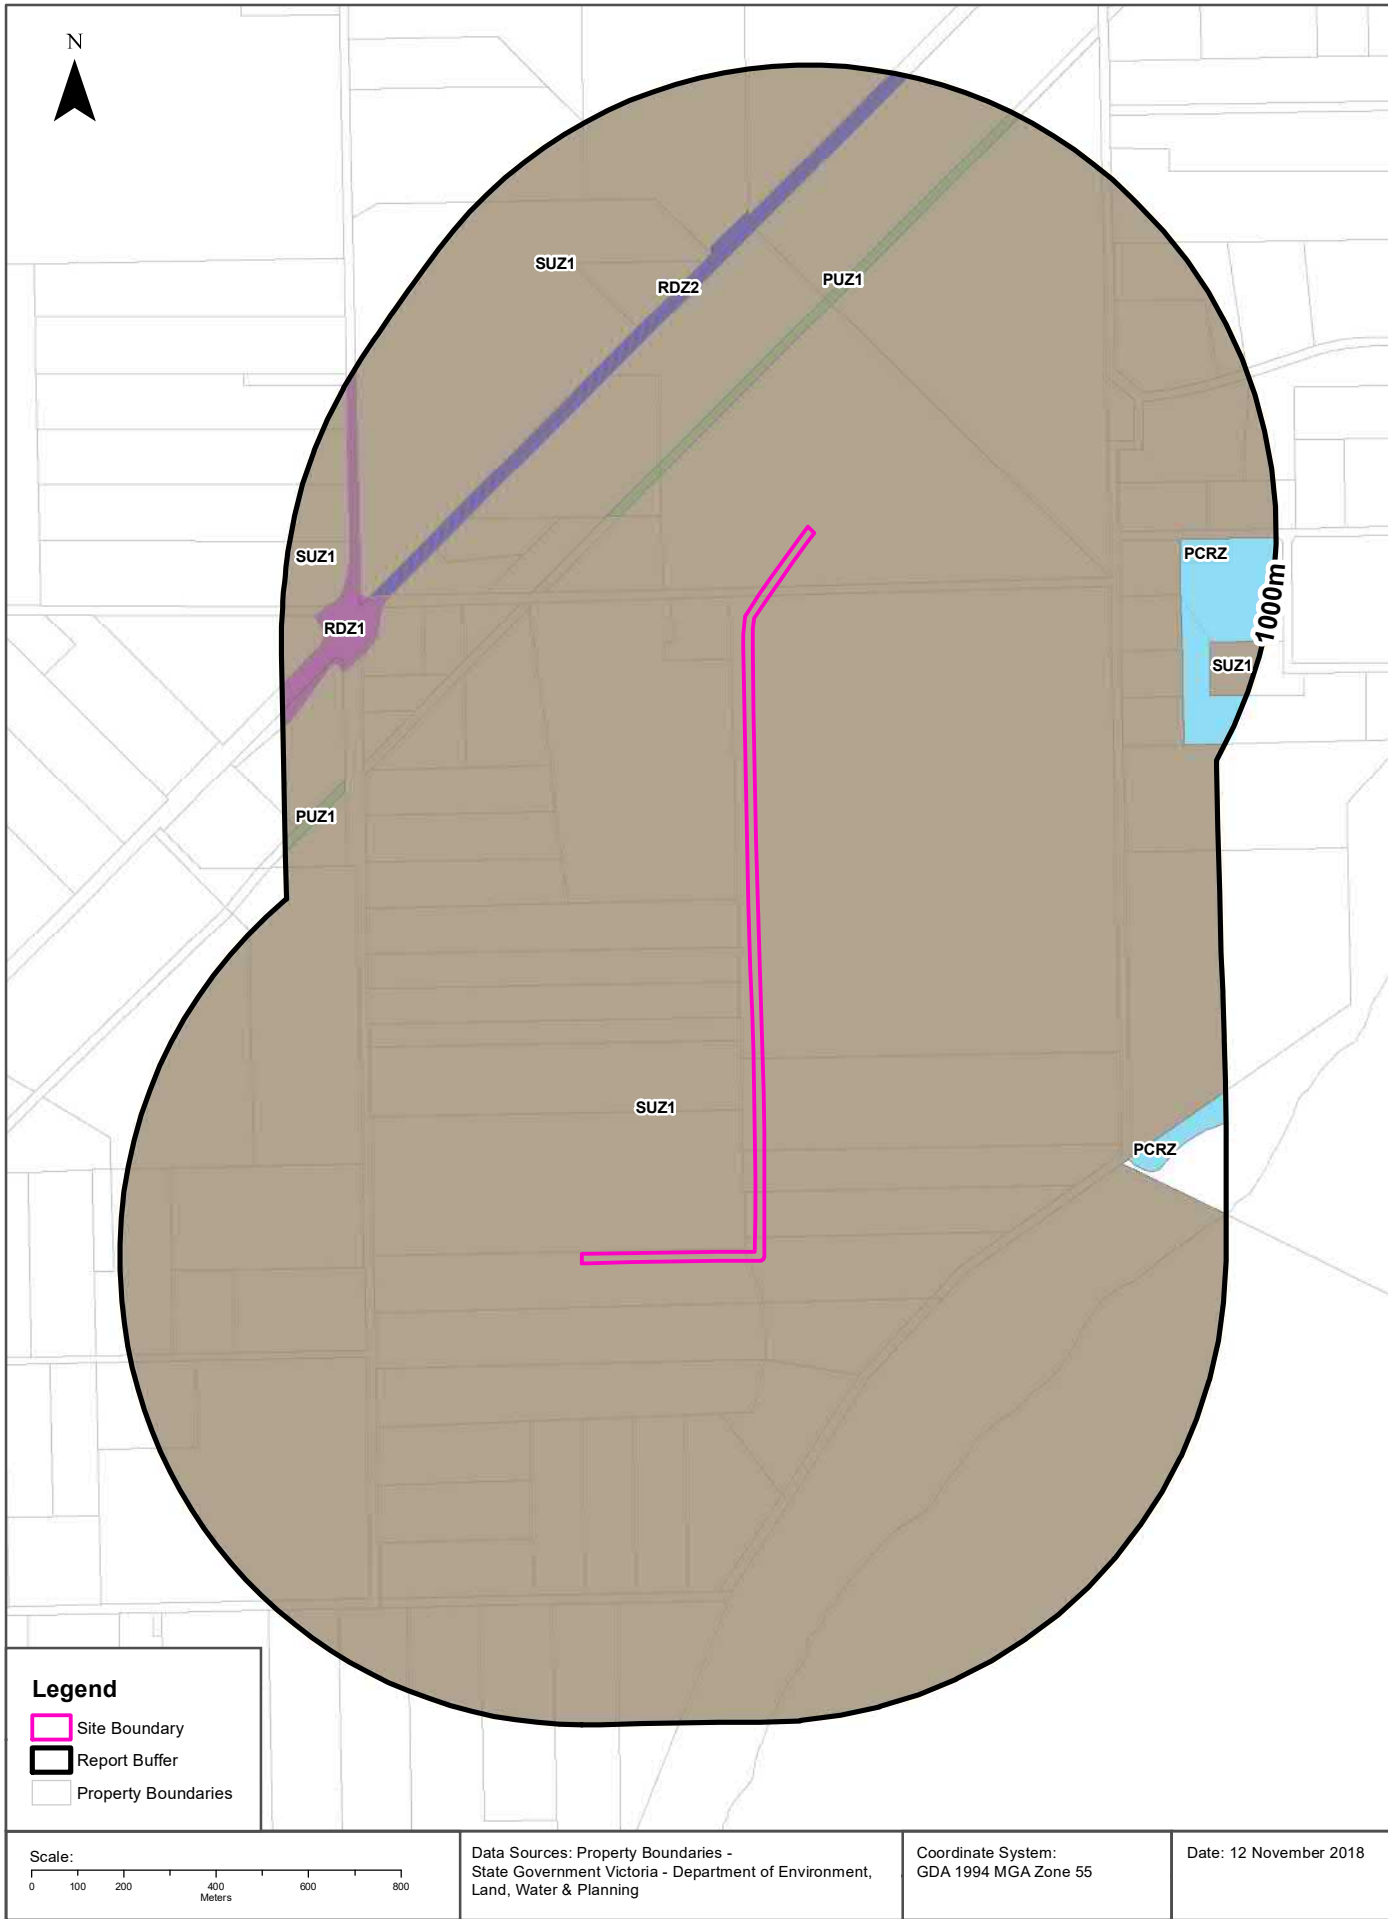 N
SUZ1
RDZ2
PUZ1
SUZ1
PCRZ
1000m
RDZ1
SUZ1
PUZ1
SUZ1
PCRZ
Legend
Site Boundary
Report Buffer
Property Boundaries
Scale:
0 100 200 400 600 800
Meters
Data Sources: Property Boundaries -
State Government Victoria - Department of Environment,
Land, Water & Planning
Coordinate System:
GDA 1994 MGA Zone 55
Date: 12 November 2018